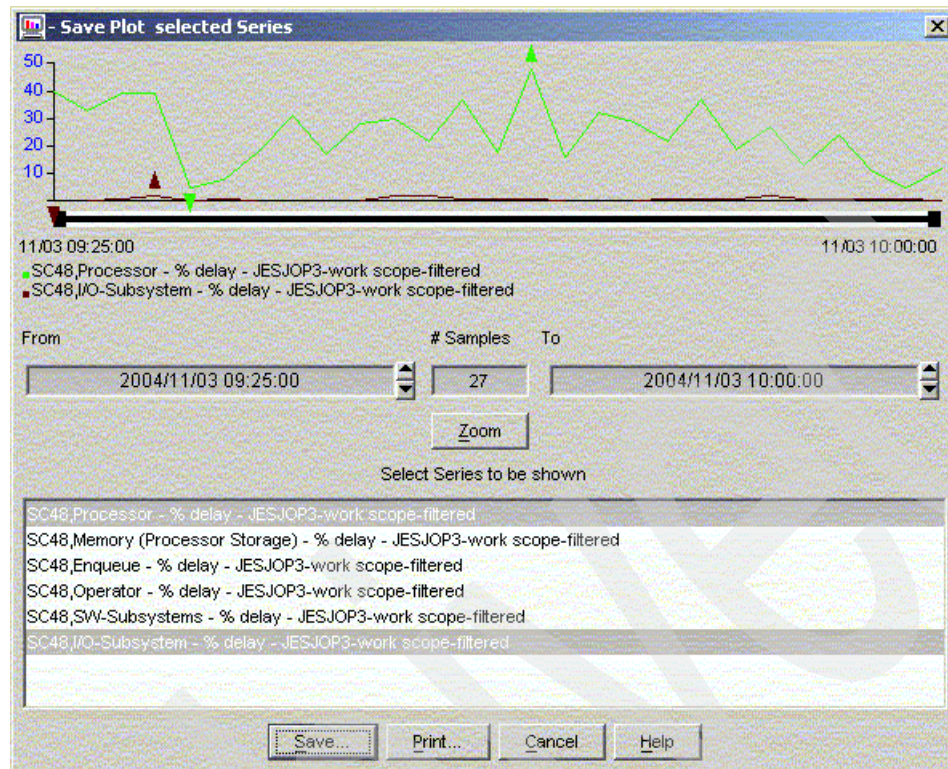 - Save Plot selected Series
50
40
30
20
10
11/03 09:25:00 11/03 10:00:00
SC48,Processor - % delay - JESJOP3-work scope-filtered
SC48,I/O-Subsystem - % delay - JESJOP3-work scope-filtered
From # Samples To
2004/11/03 09:25:00 27 2004/11/03 10:00:00
Zoom
Select Series to be shown
SC48,Processor - % delay - JESJOP3-work scope-filtered
SC48,Memory (Processor Storage) - % delay - JESJOP3-work scope-filtered
SC48,Enqueue - % delay - JESJOP3-work scope-filtered
SC48,Operator - % delay - JESJOP3-work scope-filtered
SC48,SW-Subsystems - % delay - JESJOP3-work scope-filtered
SC48,I/O-Subsystem - % delay - JESJOP3-work scope-filtered
Save... Print... Cancel Help